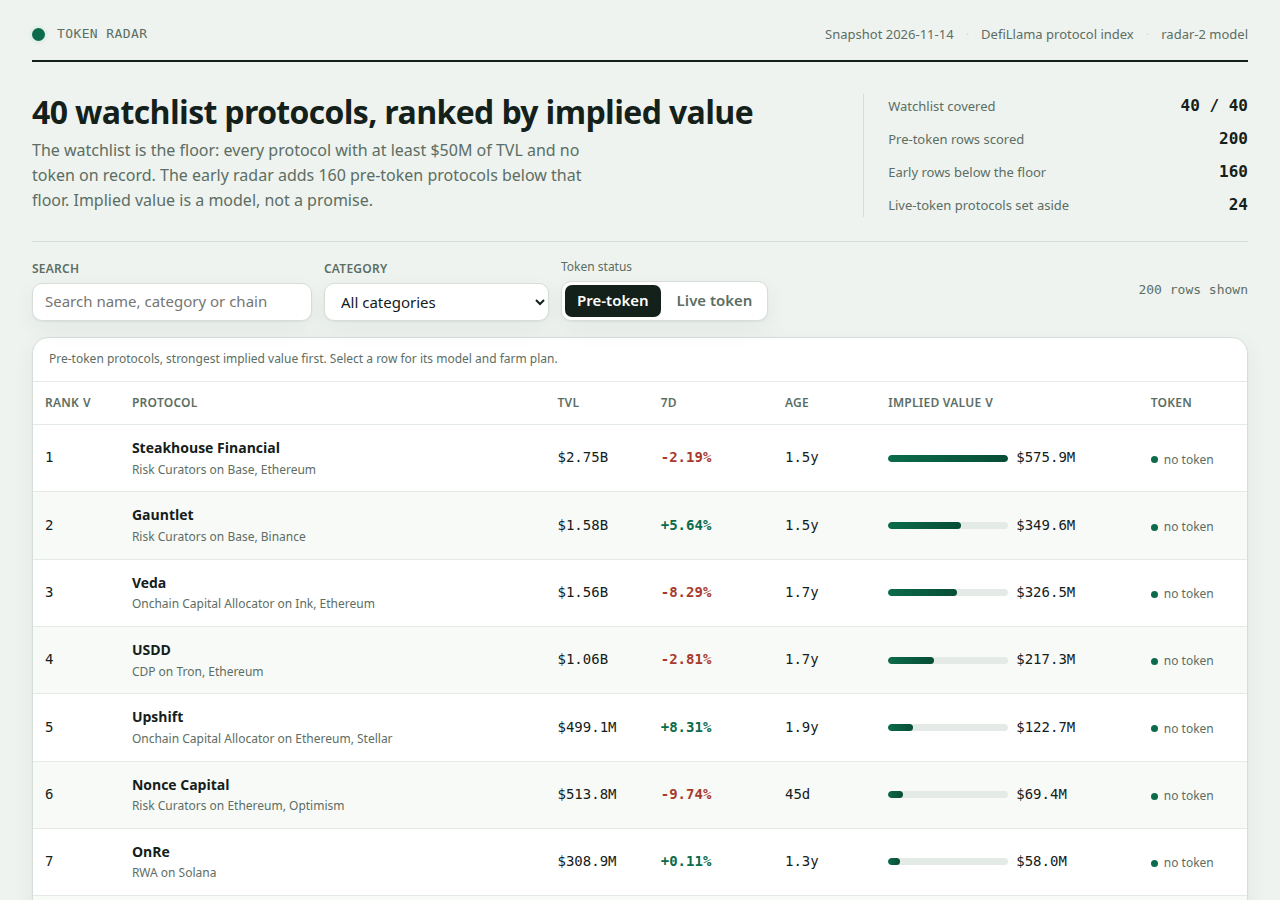 TOKEN RADAR
Snapshot 2026-11-14 · DefiLlama protocol index · radar-2 model
40 watchlist protocols, ranked by implied value
The watchlist is the floor: every protocol with at least $50M of TVL and no
token on record. The early radar adds 160 pre-token protocols below that
floor. Implied value is a model, not a promise.
Watchlist covered 40 / 40
Pre-token rows scored 200
Early rows below the floor 160
Live-token protocols set aside 24
SEARCH
Search name, category or chain
CATEGORY
All categories
Token status
Pre-token Live token
200 rows shown
Pre-token protocols, strongest implied value first. Select a row for its model and farm plan.
RANK V PROTOCOL TVL 7D AGE IMPLIED VALUE V TOKEN
1 Steakhouse Financial $2.75B -2.19% 1.5y $575.9M no token
Risk Curators on Base, Ethereum
2 Gauntlet $1.58B +5.64% 1.5y $349.6M no token
Risk Curators on Base, Binance
3 Veda $1.56B -8.29% 1.7y $326.5M no token
Onchain Capital Allocator on Ink, Ethereum
4 USDD $1.06B -2.81% 1.7y $217.3M no token
CDP on Tron, Ethereum
5 Upshift $499.1M +8.31% 1.9y $122.7M no token
Onchain Capital Allocator on Ethereum, Stellar
6 Nonce Capital $513.8M -9.74% 45d $69.4M no token
Risk Curators on Ethereum, Optimism
7 OnRe $308.9M +0.11% 1.3y $58.0M no token
RWA on Solana